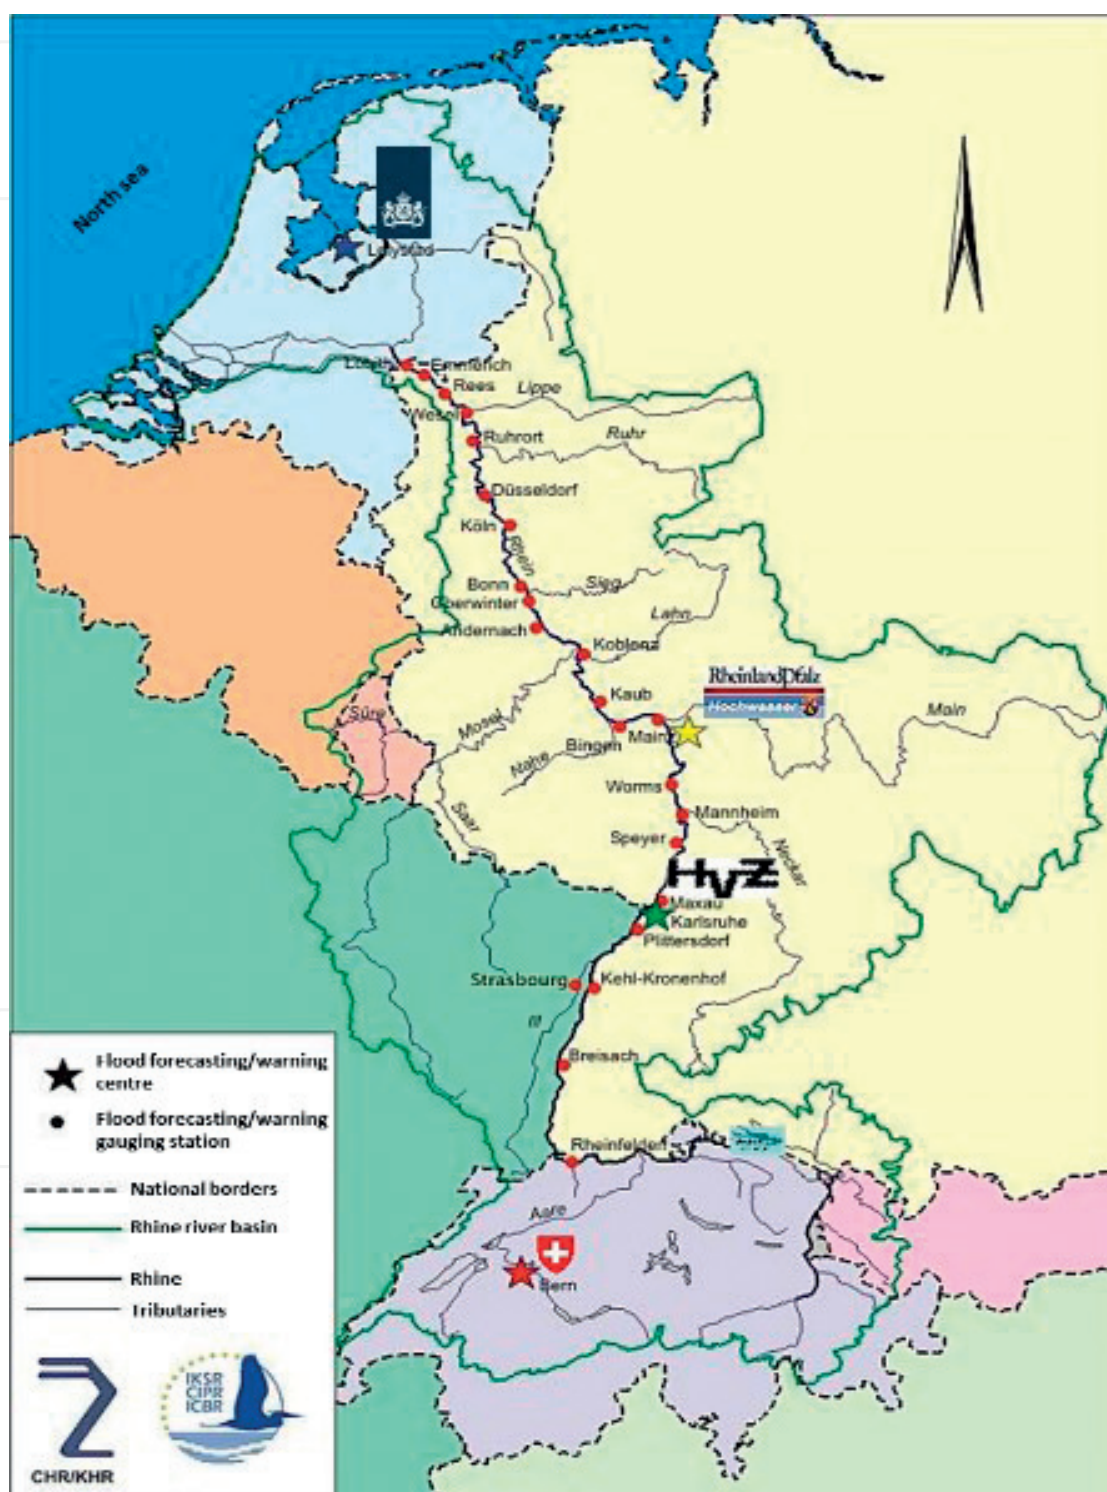 North sea
Lelystad
Lobith
Emmerich
Rees
Lippe
Wesel
Ruhrort
Ruhr
Düsseldorf
Köln
Rhein
Bonn
Sieg
Oberwinter
Lahn
Andernach
Koblenz
RheinlandPfalz
Hochwasser
Kaub
Main
Sûre
Mosel
Bingen
Mainz
Nahe
Worms
Saar
Mannheim
Speyer
Neckar
HVZ
Maxau
Karlsruhe
Plittersdorf
Strasbourg
Kehl-Kronenhof
Ill
Breisach
Rheinfelden
Aare
Bern
Flood forecasting/warning
centre
Flood forecasting/warning
gauging station
National borders
Rhine river basin
Rhine
Tributaries
IKSR
CIPR
ICBR
CHR/KHR